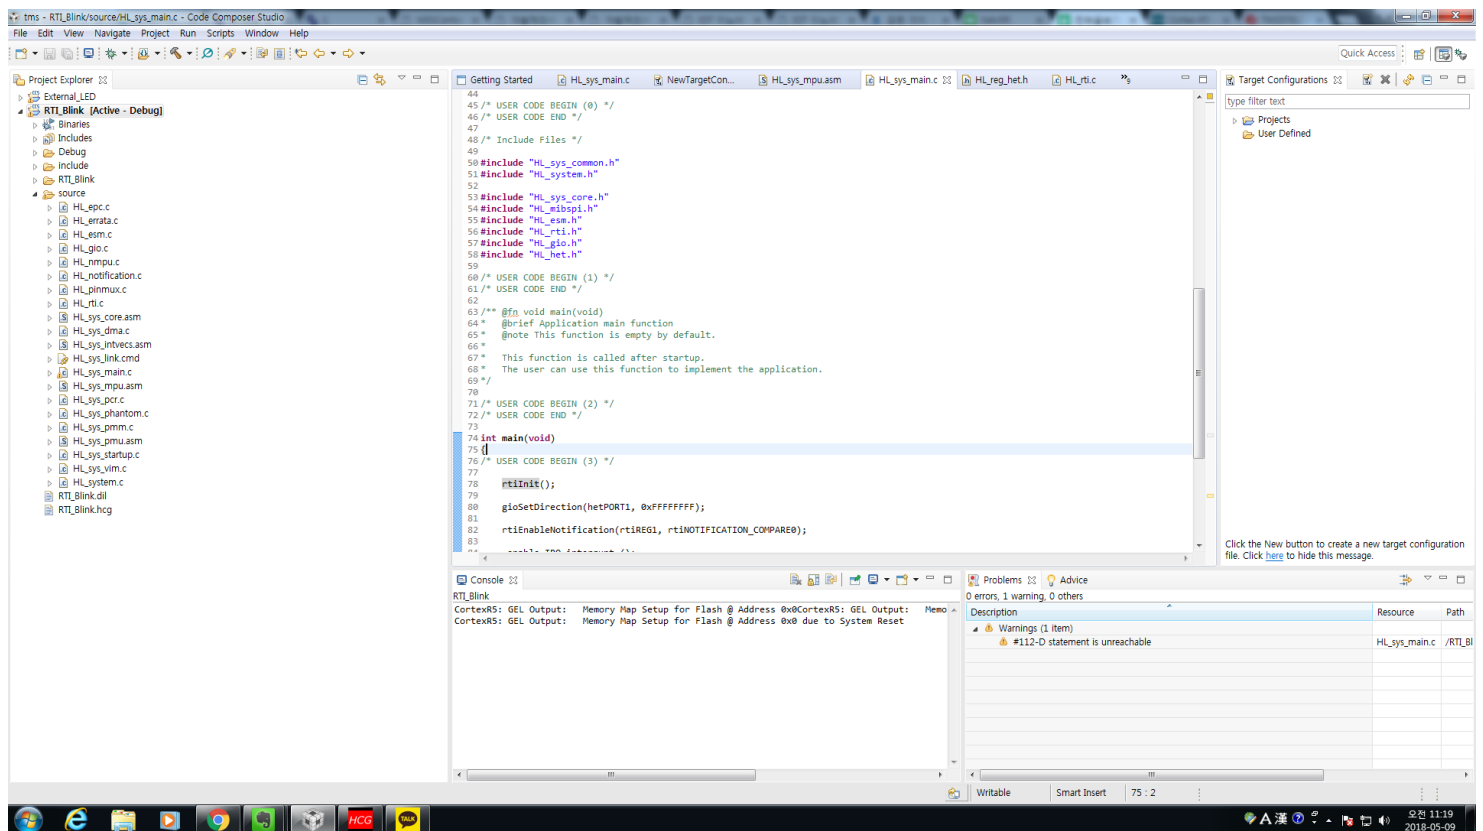 tms - RTI_Blink/source/HL_sys_main.c - Code Composer Studio
File Edit View Navigate Project Run Scripts Window Help
Quick Access
Project Explorer
External_LED
RTI_Blink [Active - Debug]
Binaries
Includes
Debug
include
RTI_Blink
source
HL_epc.c
HL_errata.c
HL_esm.c
HL_gio.c
HL_nmpu.c
HL_notification.c
HL_pinmux.c
HL_rti.c
HL_sys_core.asm
HL_sys_dma.c
HL_sys_intvecs.asm
HL_sys_link.cmd
HL_sys_main.c
HL_sys_mpu.asm
HL_sys_pcr.c
HL_sys_phantom.c
HL_sys_pmm.c
HL_sys_pmu.asm
HL_sys_startup.c
HL_sys_vim.c
HL_system.c
RTI_Blink.dil
RTI_Blink.hcg
Getting Started HL_sys_main.c NewTargetCon... HL_sys_mpu.asm HL_sys_main.c HL_reg_het.h HL_rti.c
44
45 /* USER CODE BEGIN (0) */
46 /* USER CODE END */
47
48 /* Include Files */
49
50 #include "HL_sys_common.h"
51 #include "HL_system.h"
52
53 #include "HL_sys_core.h"
54 #include "HL_mibspi.h"
55 #include "HL_esm.h"
56 #include "HL_rti.h"
57 #include "HL_gio.h"
58 #include "HL_het.h"
59
60 /* USER CODE BEGIN (1) */
61 /* USER CODE END */
62
63 /** @fn void main(void)
64 * @brief Application main function
65 * @note This function is empty by default.
66 *
67 * This function is called after startup.
68 * The user can use this function to implement the application.
69 */
70
71 /* USER CODE BEGIN (2) */
72 /* USER CODE END */
73
74 int main(void)
75 {
76 /* USER CODE BEGIN (3) */
77
78 rtiInit();
79
80 gioSetDirection(hetPORT1, 0xFFFFFFFF);
81
82 rtiEnableNotification(rtiREG1, rtiNOTIFICATION_COMPARE0);
83
Target Configurations
type filter text
Projects
User Defined
Click the New button to create a new target configuration
file. Click here to hide this message.
Console
RTI_Blink
CortexR5: GEL Output: Memory Map Setup for Flash @ Address 0x0CortexR5: GEL Output: Memo
CortexR5: GEL Output: Memory Map Setup for Flash @ Address 0x0 due to System Reset
Problems Advice
0 errors, 1 warning, 0 others
Description Resource Path
Warnings (1 item)
#112-D statement is unreachable HL_sys_main.c /RTI_Bl
Writable Smart Insert 75 : 2
HCG
TALK
A 漢
오전 11:19
2018-05-09